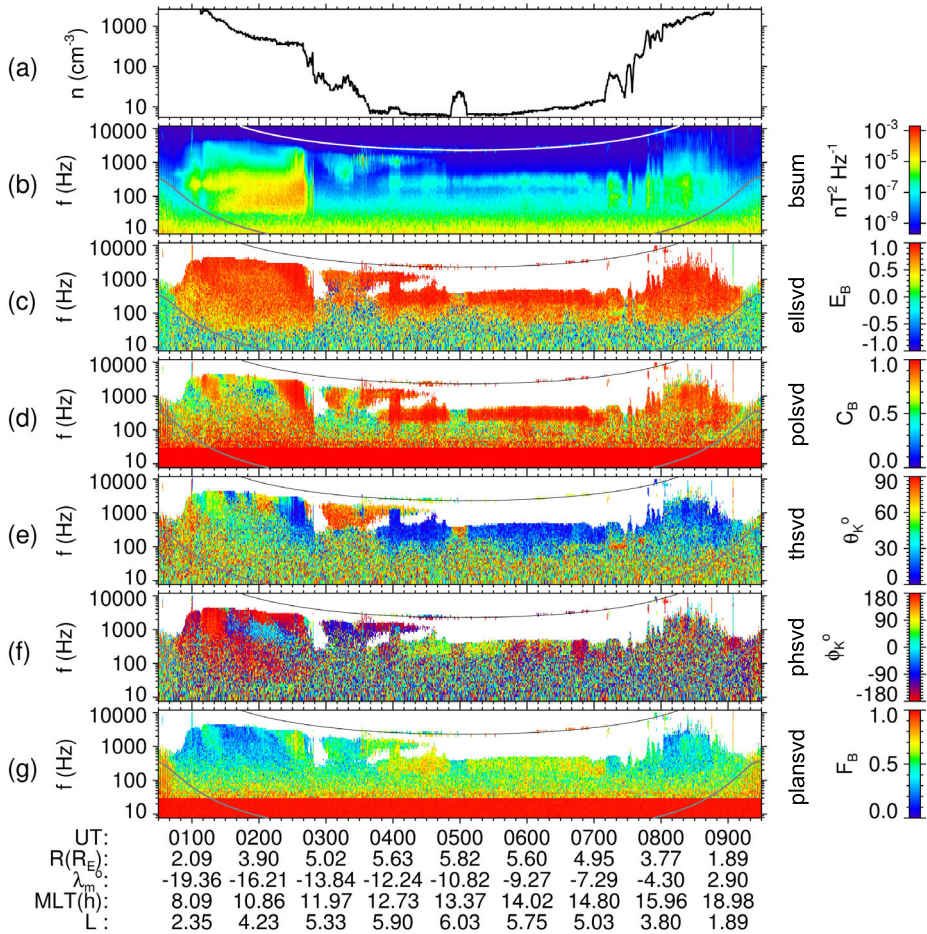 (a)
n (cm-3)
1000
100
10
(b)
f (Hz)
10000
1000
100
10
bsum
10-3
10-5
10-7
10-9
nT2 Hz-1
(c)
f (Hz)
10000
1000
100
10
ellsvd
1.0
0.5
0.0
-0.5
-1.0
EB
(d)
f (Hz)
10000
1000
100
10
polsvd
1.0
0.5
0.0
CB
(e)
f (Hz)
10000
1000
100
10
thsvd
90
60
30
0
θKo
(f)
f (Hz)
10000
1000
100
10
phsvd
180
90
0
-90
-180
ϕKo
(g)
f (Hz)
10000
1000
100
10
plansvd
1.0
0.5
0.0
FB
UT: 0100 0200 0300 0400 0500 0600 0700 0800 0900
R(RE): 2.09 3.90 5.02 5.63 5.82 5.60 4.95 3.77 1.89
λmo: -19.36 -16.21 -13.84 -12.24 -10.82 -9.27 -7.29 -4.30 2.90
MLT(h): 8.09 10.86 11.97 12.73 13.37 14.02 14.80 15.96 18.98
L : 2.35 4.23 5.33 5.90 6.03 5.75 5.03 3.80 1.89